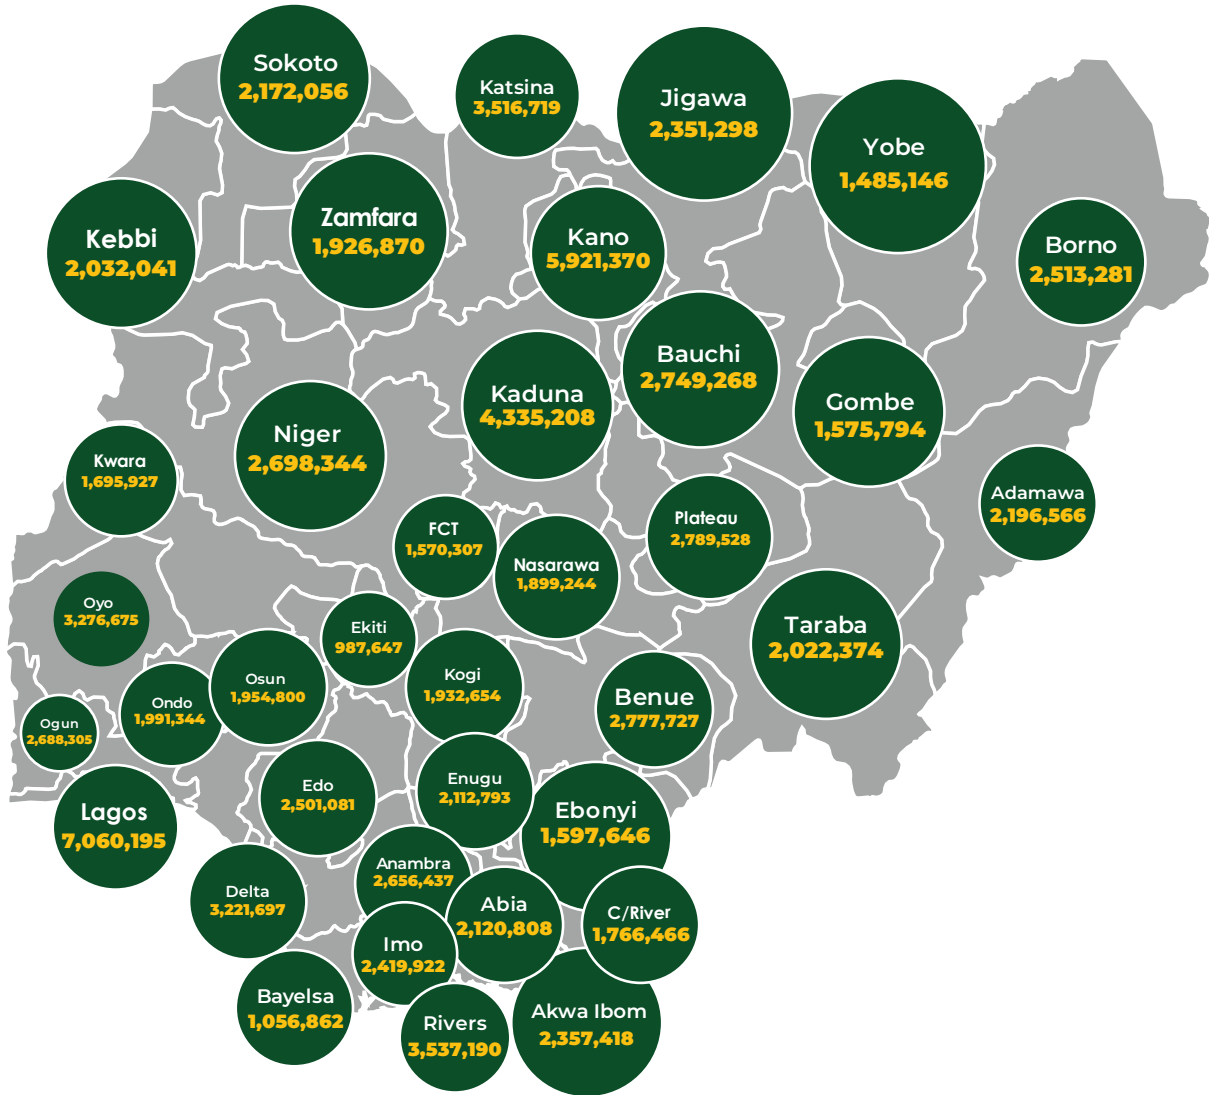 Sokoto
2,172,056
Katsina
3,516,719
Jigawa
2,351,298
Yobe
1,485,146
Kebbi
2,032,041
Zamfara
1,926,870
Kano
5,921,370
Borno
2,513,281
Bauchi
2,749,268
Kaduna
4,335,208
Gombe
1,575,794
Niger
2,698,344
Kwara
1,695,927
Adamawa
2,196,566
FCT
1,570,307
Plateau
2,789,528
Nasarawa
1,899,244
Oyo
3,276,675
Ekiti
987,647
Taraba
2,022,374
Osun
1,954,800
Kogi
1,932,654
Ondo
1,991,344
Benue
2,777,727
Ogun
2,688,305
Edo
2,501,081
Enugu
2,112,793
Lagos
7,060,195
Ebonyi
1,597,646
Anambra
2,656,437
Delta
3,221,697
Abia
2,120,808
C/River
1,766,466
Imo
2,419,922
Bayelsa
1,056,862
Rivers
3,537,190
Akwa Ibom
2,357,418